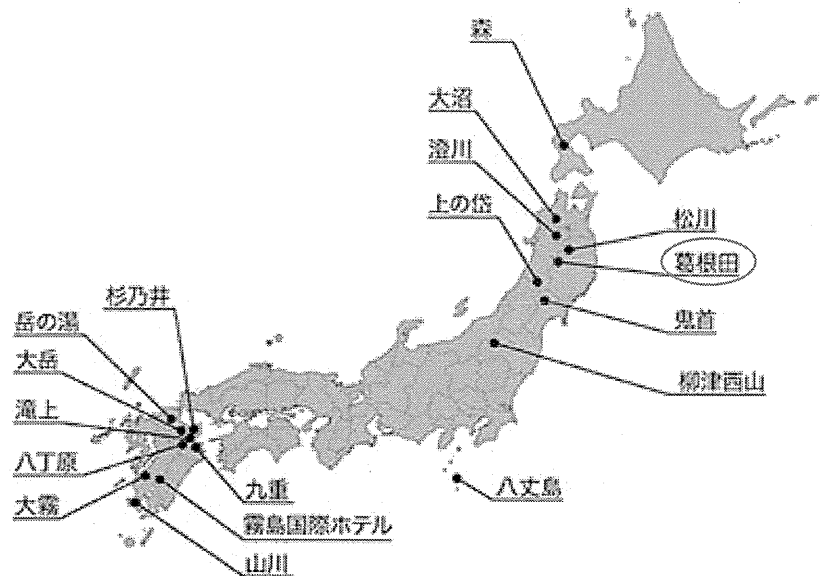 森
大沼
澄川
上の岱
松川
葛根田
鬼首
柳津西山
杉乃井
岳の湯
大岳
滝上
八丁原
大霧
九重
霧島国際ホテル
山川
八丈島